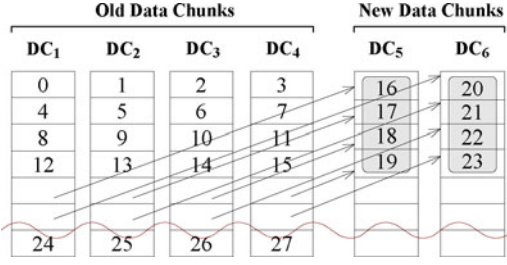 Old Data Chunks New Data Chunks
DC1 DC2 DC3 DC4 DC5 DC6
0 1 2 3 16 20
4 5 6 7 17 21
8 9 10 11 18 22
12 13 14 15 19 23
24 25 26 27